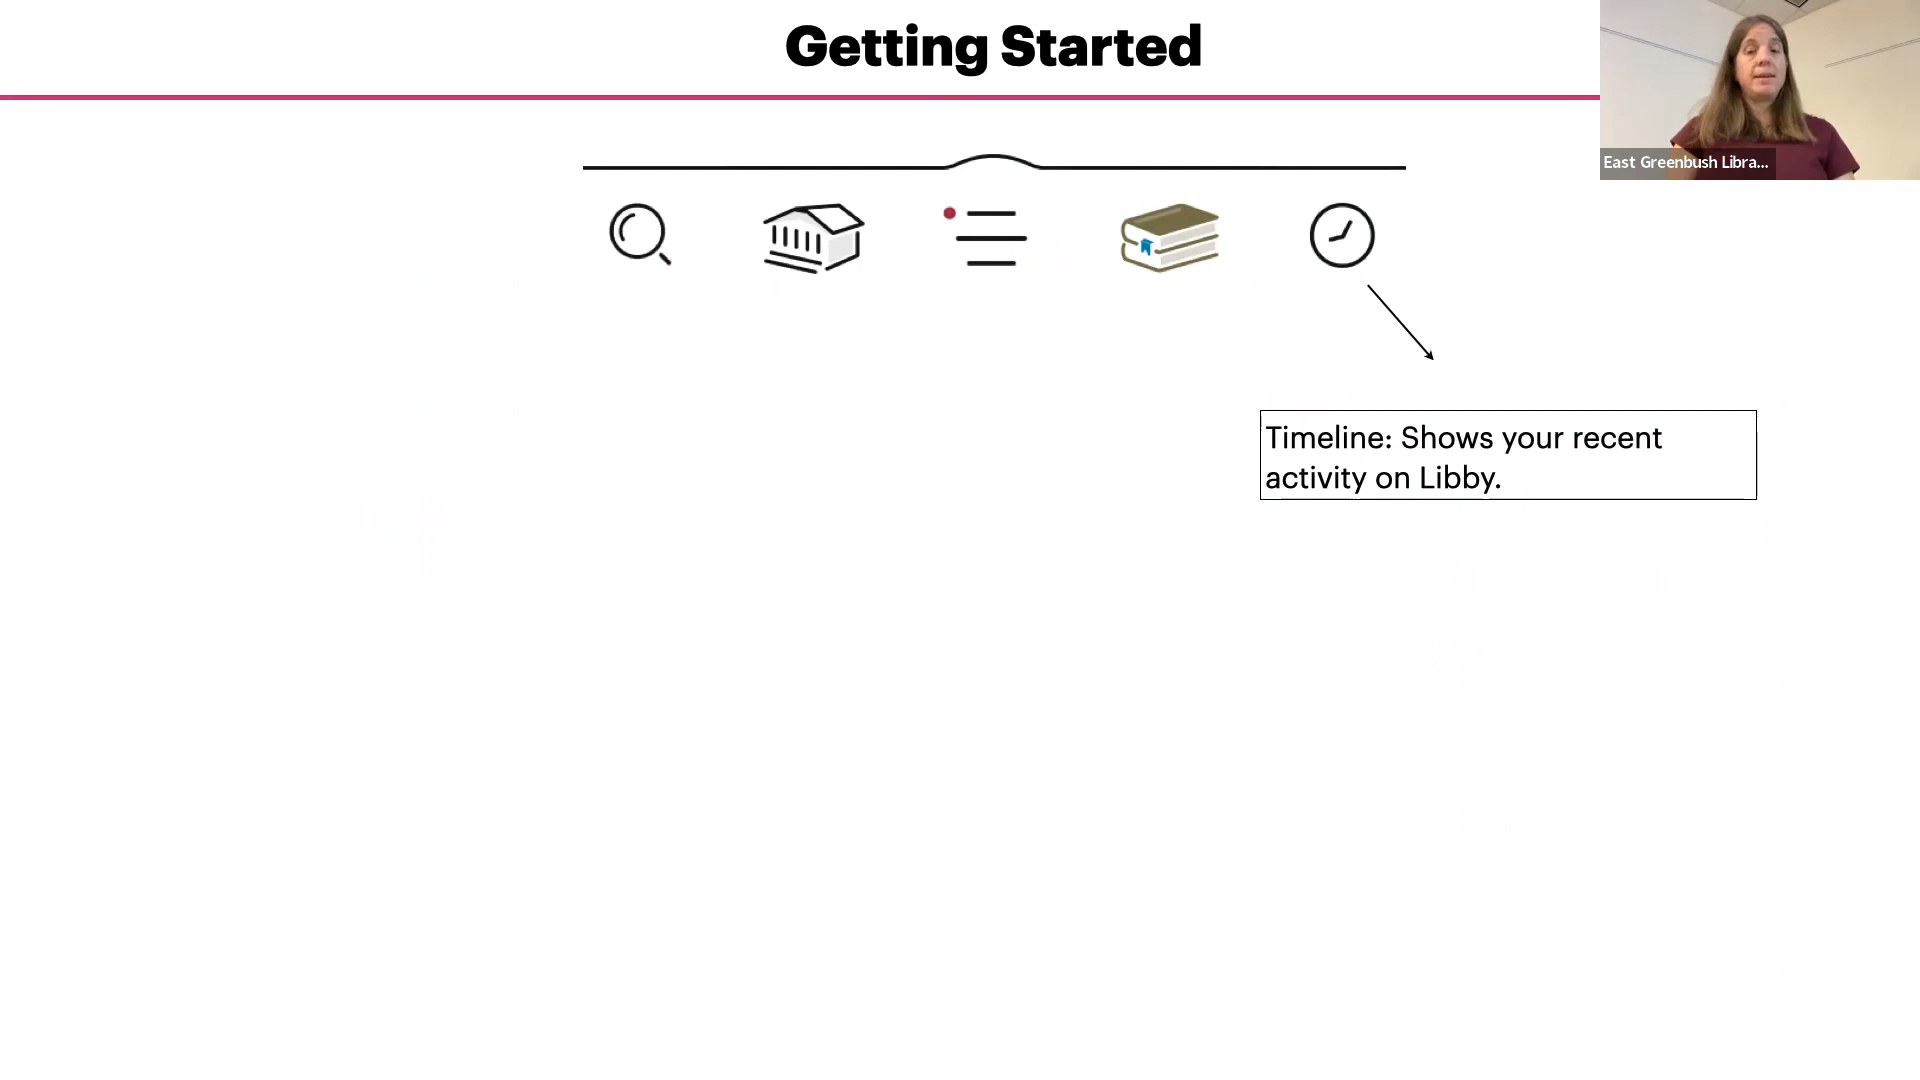 Getting Started
East Greenbush Libra...
Timeline: Shows your recent
activity on Libby.